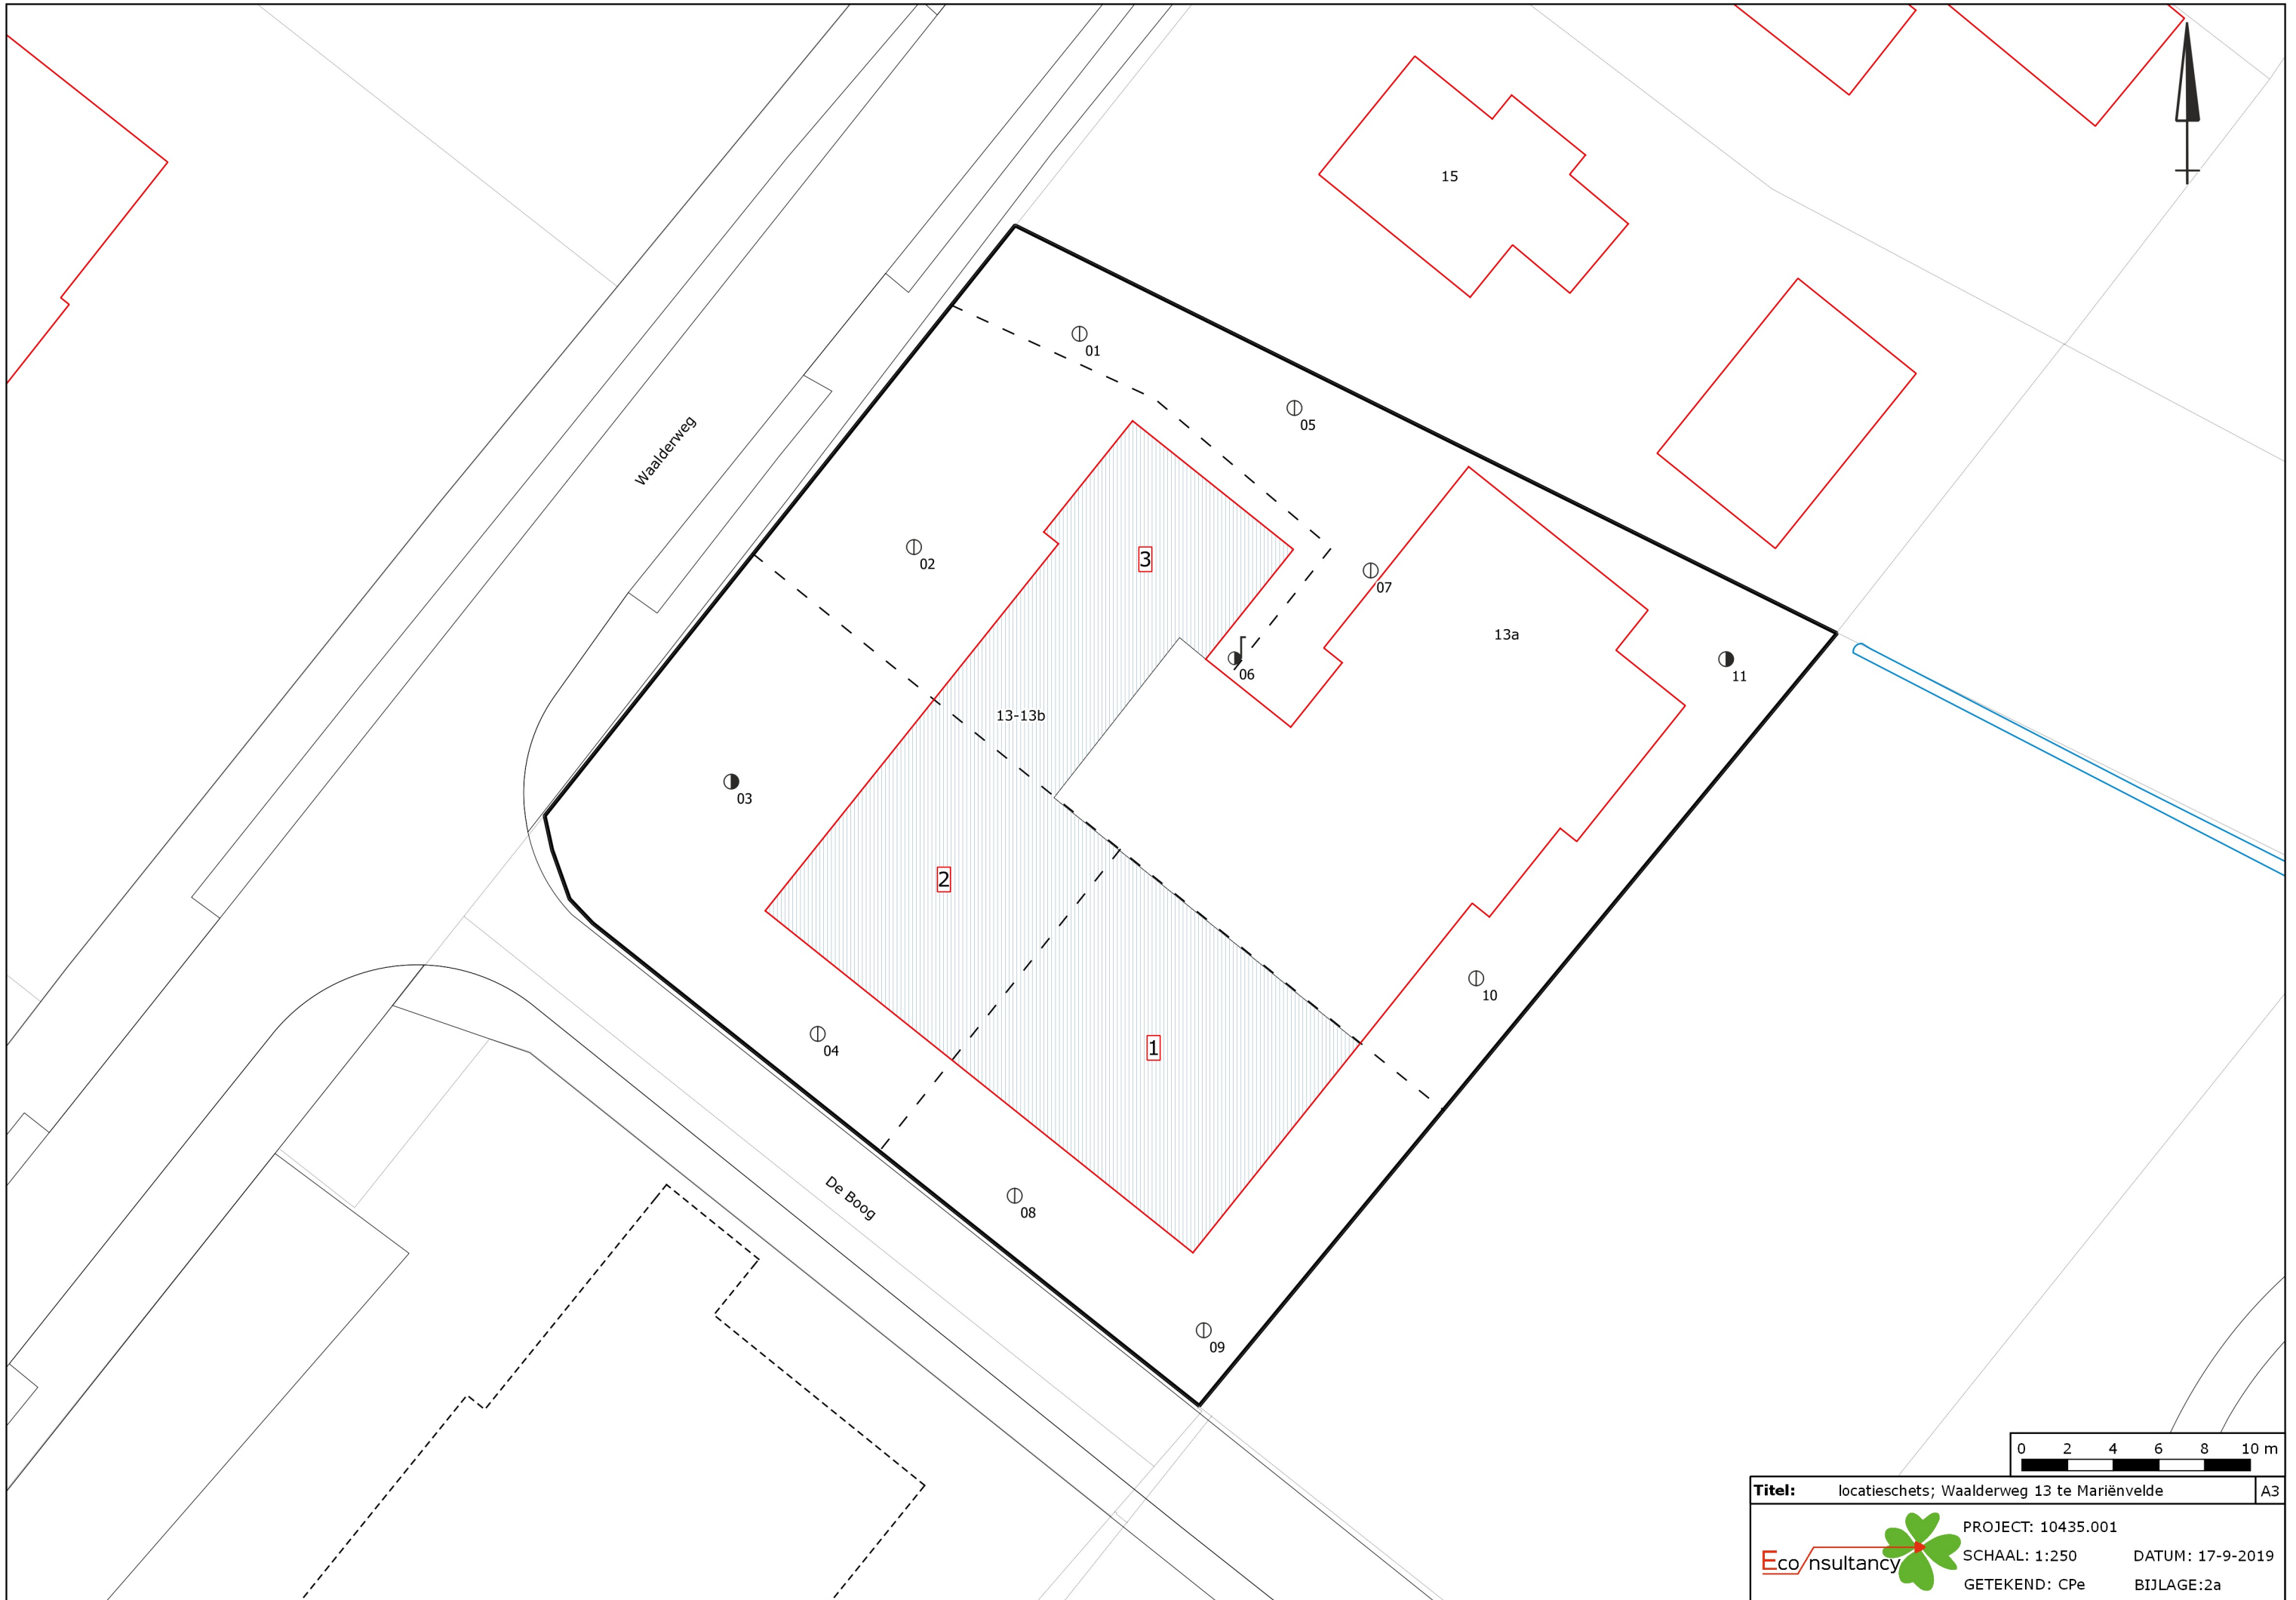 15
01
05
Waalderweg
3
02
07
13a
06
11
13-13b
03
2
10
04
1
De Boog
08
09
0 2 4 6 8 10 m
Titel: locatieschets; Waalderweg 13 te Mariënvelde A3
Eco nsultancy
PROJECT: 10435.001
SCHAAL: 1:250 DATUM: 17-9-2019
GETEKEND: CPe BIJLAGE:2a